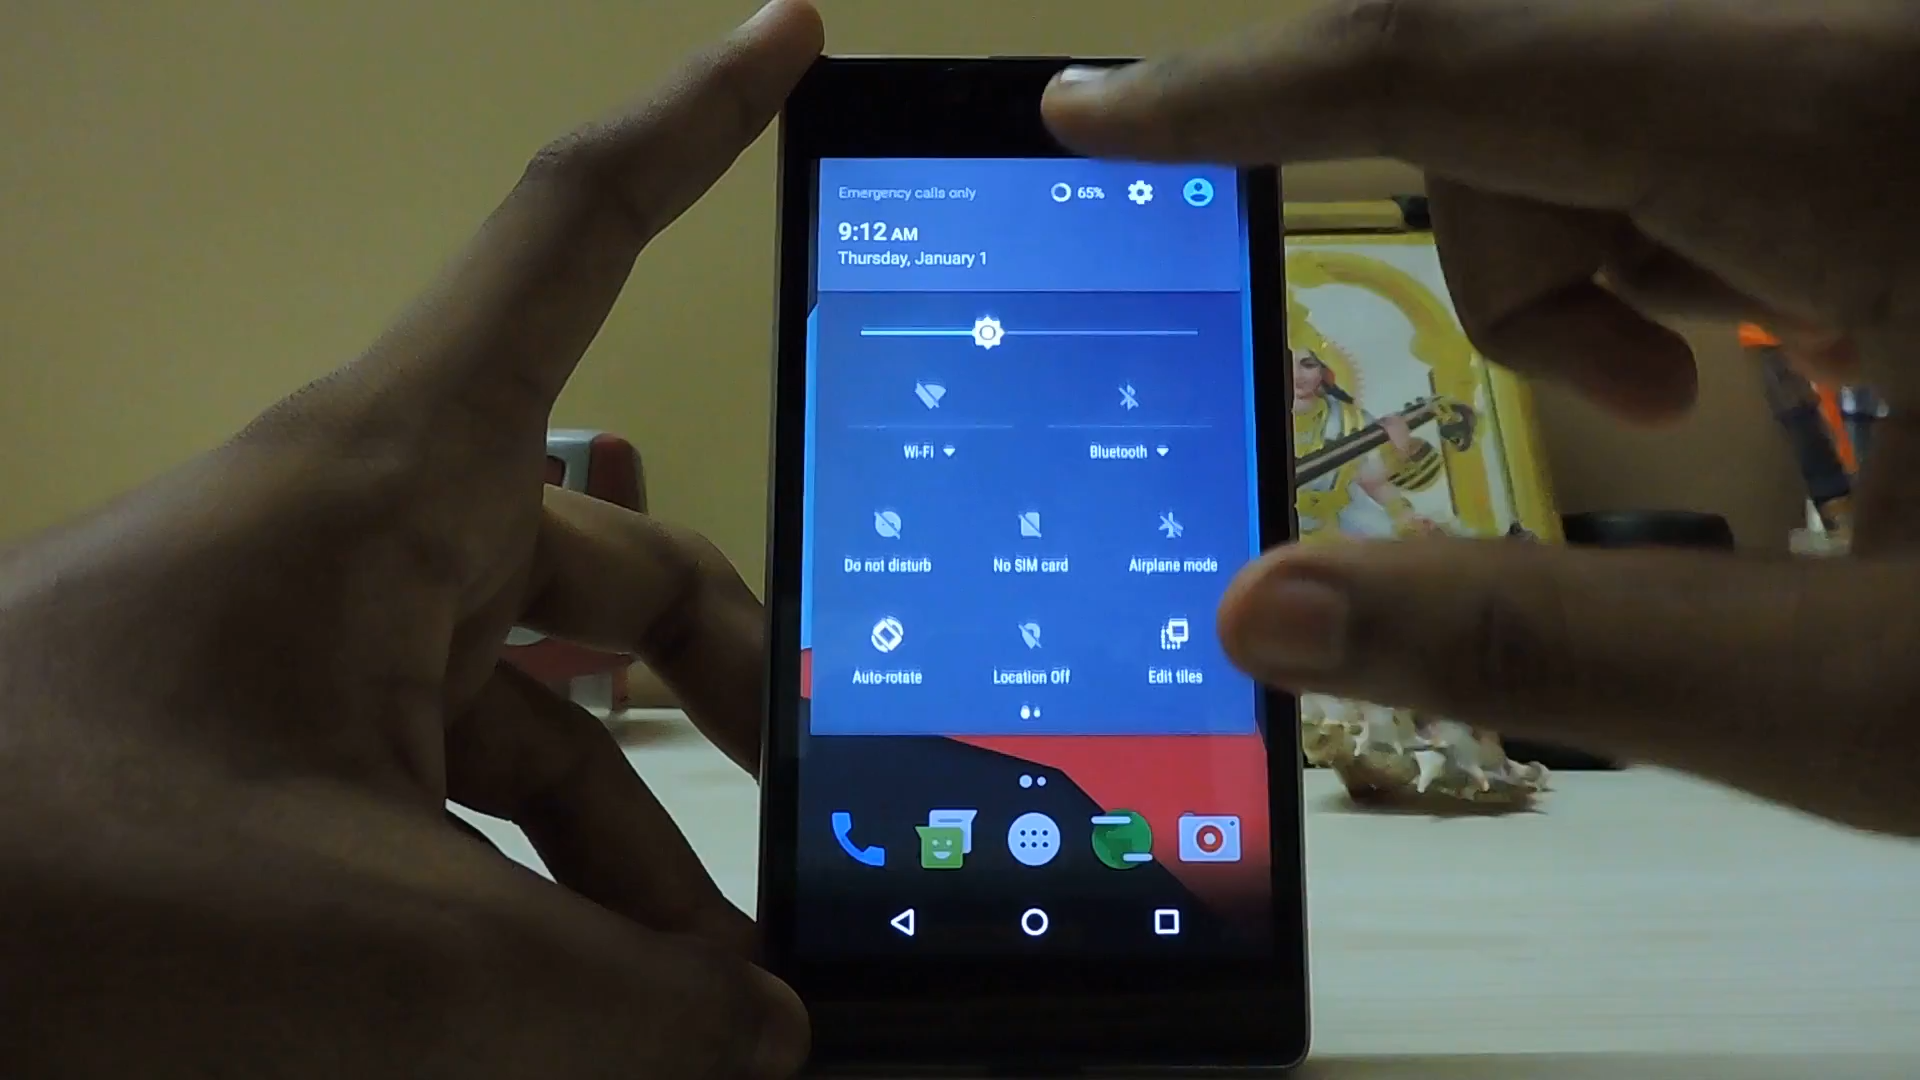 Emergency calls only 65%
9:12 AM
Thursday, January 1
Wi-Fi Bluetooth
Do not disturb No SIM card Airplane mode
Auto-rotate Location Off Edit tiles